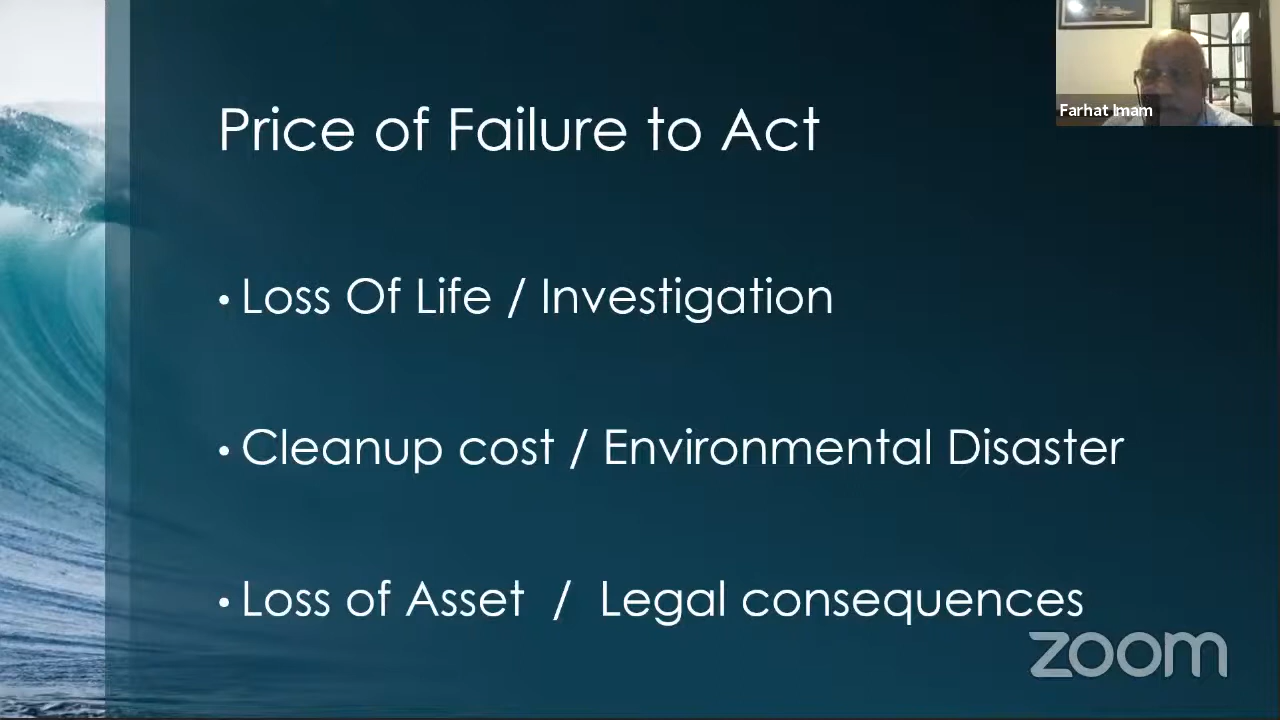 Farhat Imam
Price of Failure to Act
• Loss Of Life / Investigation
• Cleanup cost / Environmental Disaster
• Loss of Asset / Legal consequences
zoom